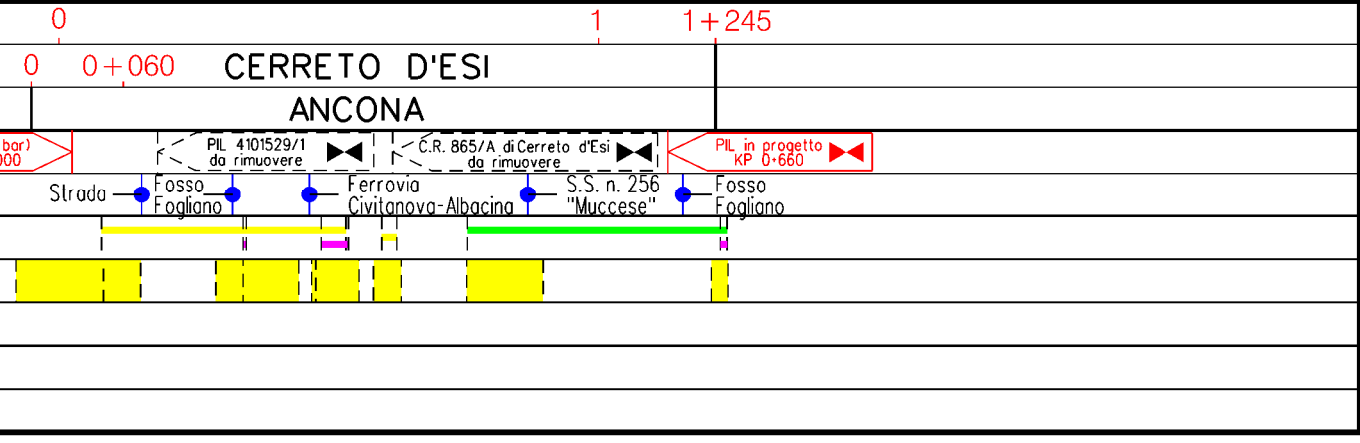 0 1 1+245
0 0+060 CERRETO D'ESI
ANCONA
bar)
000
PIL 4101529/1
da rimuovere
C.R. 865/A di Cerreto d'Esi
da rimuovere
PIL in progetto
KP 0+660
Strada
Fosso
Fogliano
Ferrovia
Civitanova-Albacina
S.S. n. 256
"Muccese"
Fosso
Fogliano